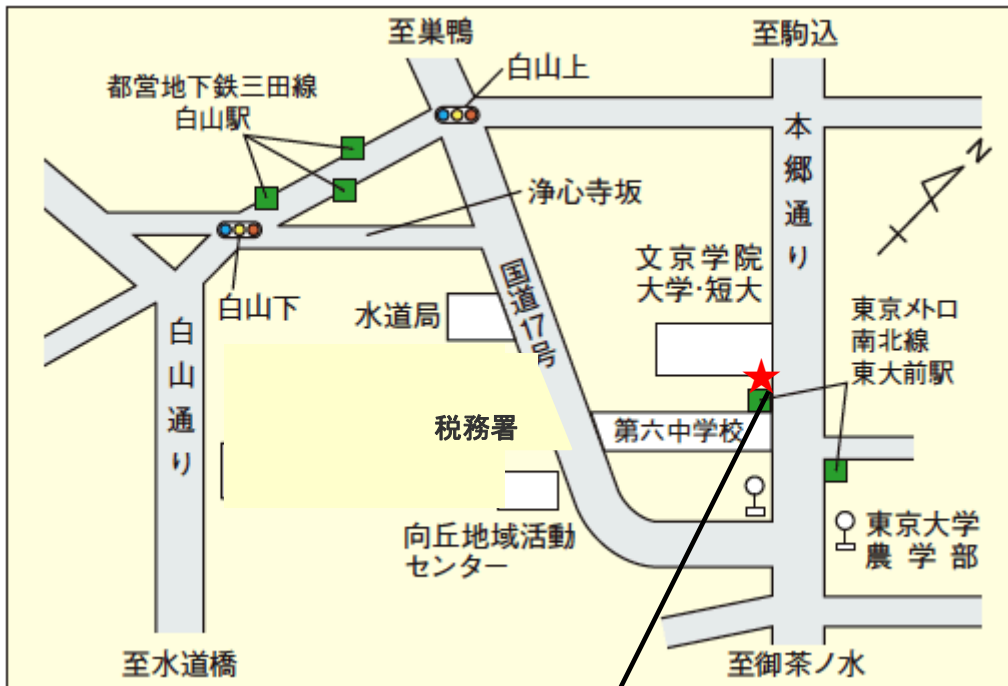 至巣鴨
至駒込
白山上
都営地下鉄三田線
白山駅
本郷通り
N
浄心寺坂
文京学院
大学・短大
国道17号
白山下
水道局
東京メトロ
南北線
東大前駅
白山通り
税務署
第六中学校
東京大学
農学部
向丘地域活動
センター
至水道橋
至御茶ノ水